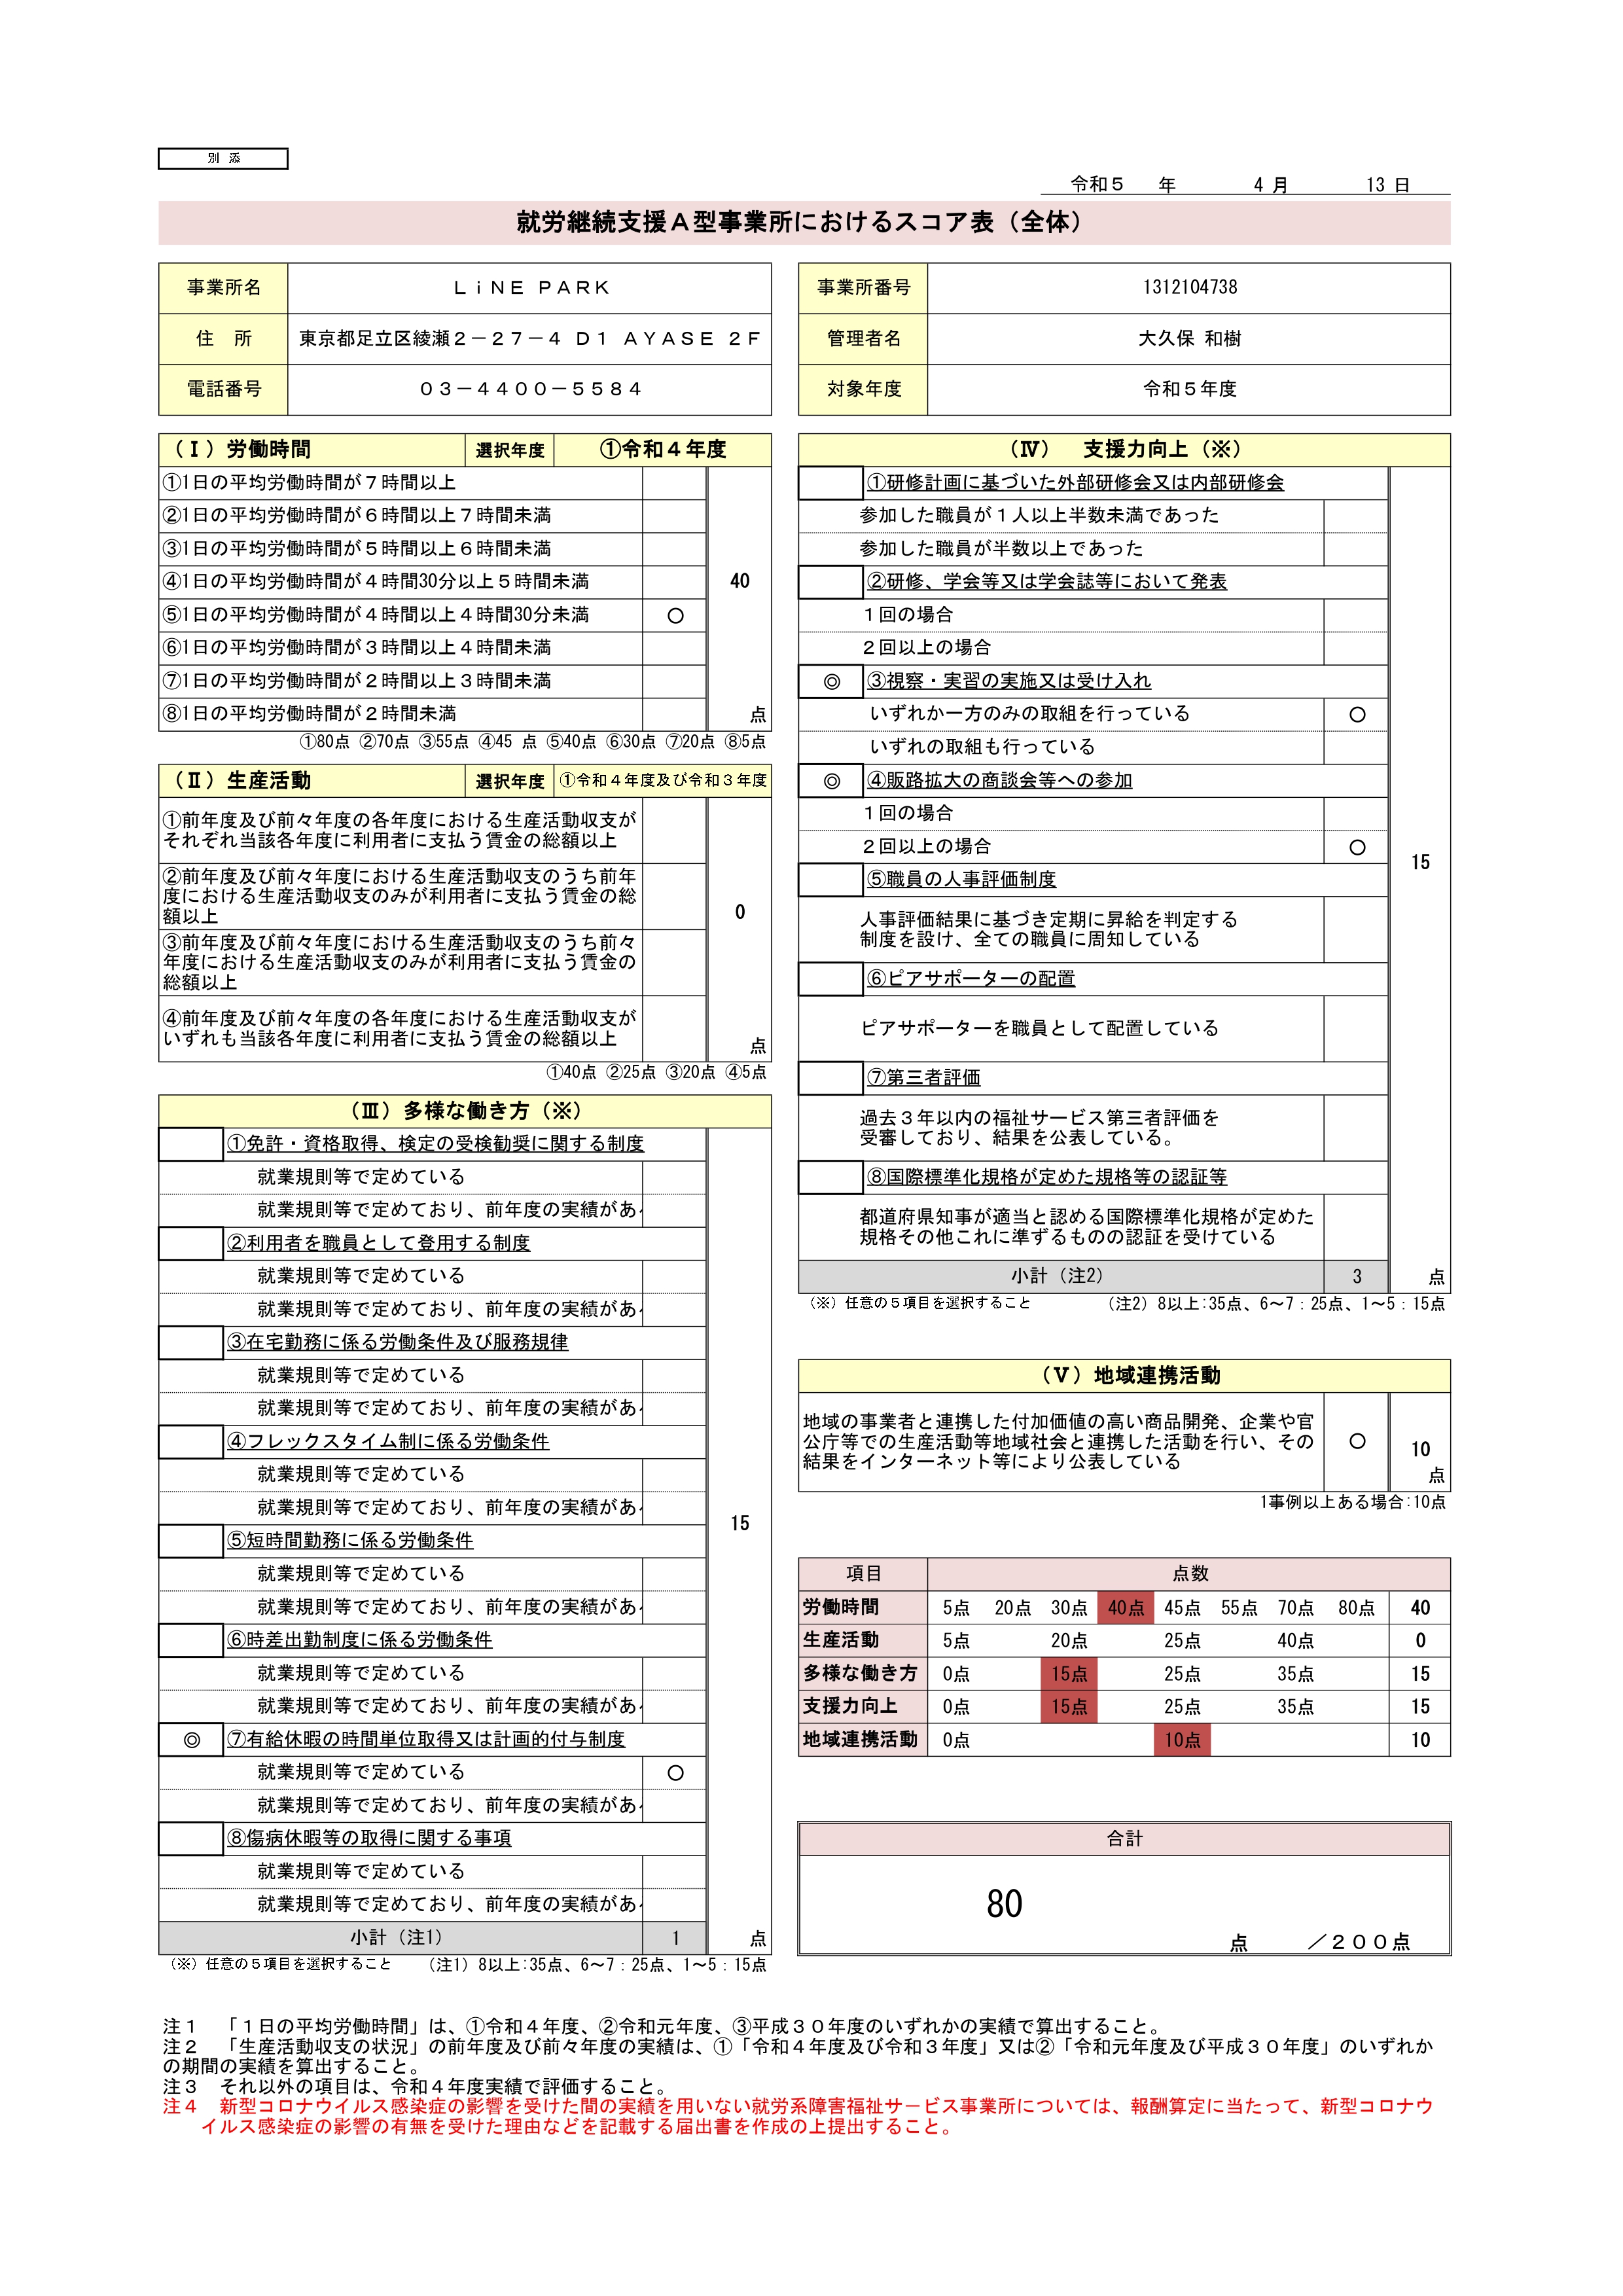 別 添
令和５ 年 4 月 13 日
就労継続支援Ａ型事業所におけるスコア表（全体）
事業所名 ＬｉＮＥ ＰＡＲＫ
住　所 東京都足立区綾瀬２－２７－４ Ｄ１ ＡＹＡＳＥ ２Ｆ
電話番号 ０３－４４００－５５８４
事業所番号 1312104738
管理者名 大久保 和樹
対象年度 令和５年度
（Ⅰ）労働時間 選択年度 ①令和４年度
①1日の平均労働時間が７時間以上
②1日の平均労働時間が６時間以上７時間未満
③1日の平均労働時間が５時間以上６時間未満
④1日の平均労働時間が４時間30分以上５時間未満
⑤1日の平均労働時間が４時間以上４時間30分未満 ○
⑥1日の平均労働時間が３時間以上４時間未満
⑦1日の平均労働時間が２時間以上３時間未満
⑧1日の平均労働時間が２時間未満
40
点
①80点 ②70点 ③55点 ④45 点 ⑤40点 ⑥30点 ⑦20点 ⑧5点
（Ⅱ）生産活動 選択年度 ①令和４年度及び令和３年度
①前年度及び前々年度の各年度における生産活動収支が
それぞれ当該各年度に利用者に支払う賃金の総額以上
②前年度及び前々年度における生産活動収支のうち前年
度における生産活動収支のみが利用者に支払う賃金の総
額以上
③前年度及び前々年度における生産活動収支のうち前々
年度における生産活動収支のみが利用者に支払う賃金の
総額以上
④前年度及び前々年度の各年度における生産活動収支が
いずれも当該各年度に利用者に支払う賃金の総額以上
0
点
①40点 ②25点 ③20点 ④5点
（Ⅲ）多様な働き方（※）
①免許・資格取得、検定の受検勧奨に関する制度
就業規則等で定めている
就業規則等で定めており、前年度の実績があ
②利用者を職員として登用する制度
就業規則等で定めている
就業規則等で定めており、前年度の実績があ
③在宅勤務に係る労働条件及び服務規律
就業規則等で定めている
就業規則等で定めており、前年度の実績があ
④フレックスタイム制に係る労働条件
就業規則等で定めている
就業規則等で定めており、前年度の実績があ
⑤短時間勤務に係る労働条件
就業規則等で定めている
就業規則等で定めており、前年度の実績があ
⑥時差出勤制度に係る労働条件
就業規則等で定めている
就業規則等で定めており、前年度の実績があ
◎ ⑦有給休暇の時間単位取得又は計画的付与制度
就業規則等で定めている ○
就業規則等で定めており、前年度の実績があ
⑧傷病休暇等の取得に関する事項
就業規則等で定めている
就業規則等で定めており、前年度の実績があ
15
小計（注1） 1 点
（※）任意の５項目を選択すること （注1）8以上:35点、6〜7：25点、1〜5：15点
（Ⅳ）　支援力向上（※）
①研修計画に基づいた外部研修会又は内部研修会
参加した職員が１人以上半数未満であった
参加した職員が半数以上であった
②研修、学会等又は学会誌等において発表
１回の場合
２回以上の場合
◎ ③視察・実習の実施又は受け入れ
いずれか一方のみの取組を行っている ○
いずれの取組も行っている
◎ ④販路拡大の商談会等への参加
１回の場合
２回以上の場合 ○
⑤職員の人事評価制度
人事評価結果に基づき定期に昇給を判定する
制度を設け、全ての職員に周知している
⑥ピアサポーターの配置
ピアサポーターを職員として配置している
⑦第三者評価
過去３年以内の福祉サービス第三者評価を
受審しており、結果を公表している。
⑧国際標準化規格が定めた規格等の認証等
都道府県知事が適当と認める国際標準化規格が定めた
規格その他これに準ずるものの認証を受けている
15
小計（注2） 3 点
（※）任意の５項目を選択すること （注2）8以上:35点、6〜7：25点、1〜5：15点
（Ⅴ）地域連携活動
地域の事業者と連携した付加価値の高い商品開発、企業や官
公庁等での生産活動等地域社会と連携した活動を行い、その
結果をインターネット等により公表している
○
10
点
1事例以上ある場合:10点
項目 点数
労働時間 5点 20点 30点 40点 45点 55点 70点 80点 40
生産活動 5点 20点 25点 40点 0
多様な働き方 0点 15点 25点 35点 15
支援力向上 0点 15点 25点 35点 15
地域連携活動 0点 10点 10
合計
80
点 ／２００点
注１　「１日の平均労働時間」は、①令和４年度、②令和元年度、③平成３０年度のいずれかの実績で算出すること。
注２　「生産活動収支の状況」の前年度及び前々年度の実績は、①「令和４年度及び令和３年度」又は②「令和元年度及び平成３０年度」のいずれか
の期間の実績を算出すること。
注３　それ以外の項目は、令和４年度実績で評価すること。
注４　新型コロナウイルス感染症の影響を受けた間の実績を用いない就労系障害福祉サービス事業所については、報酬算定に当たって、新型コロナウ
イルス感染症の影響の有無を受けた理由などを記載する届出書を作成の上提出すること。